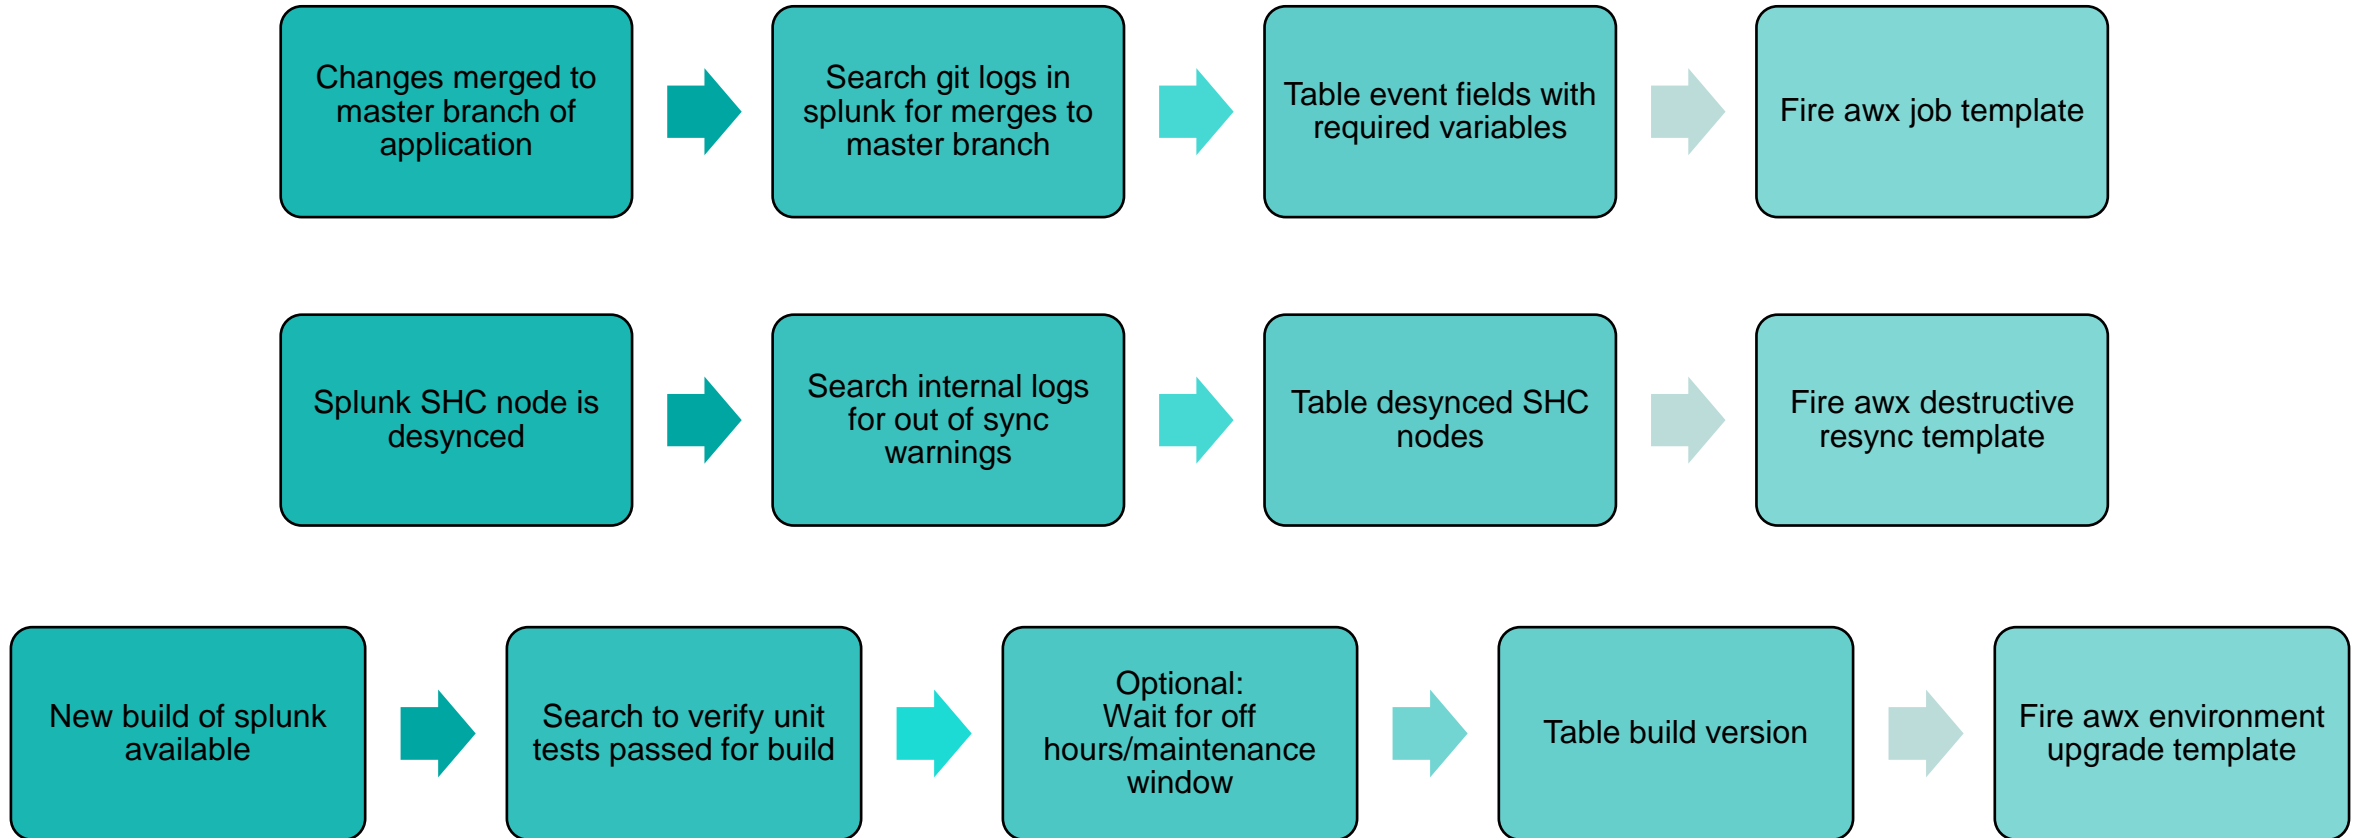 Changes merged to
master branch of
application
Search git logs in
splunk for merges to
master branch
Table event fields with
required variables
Fire awx job template
Splunk SHC node is
desynced
Search internal logs
for out of sync
warnings
Table desynced SHC
nodes
Fire awx destructive
resync template
New build of splunk
available
Search to verify unit
tests passed for build
Optional:
Wait for off
hours/maintenance
window
Table build version
Fire awx environment
upgrade template